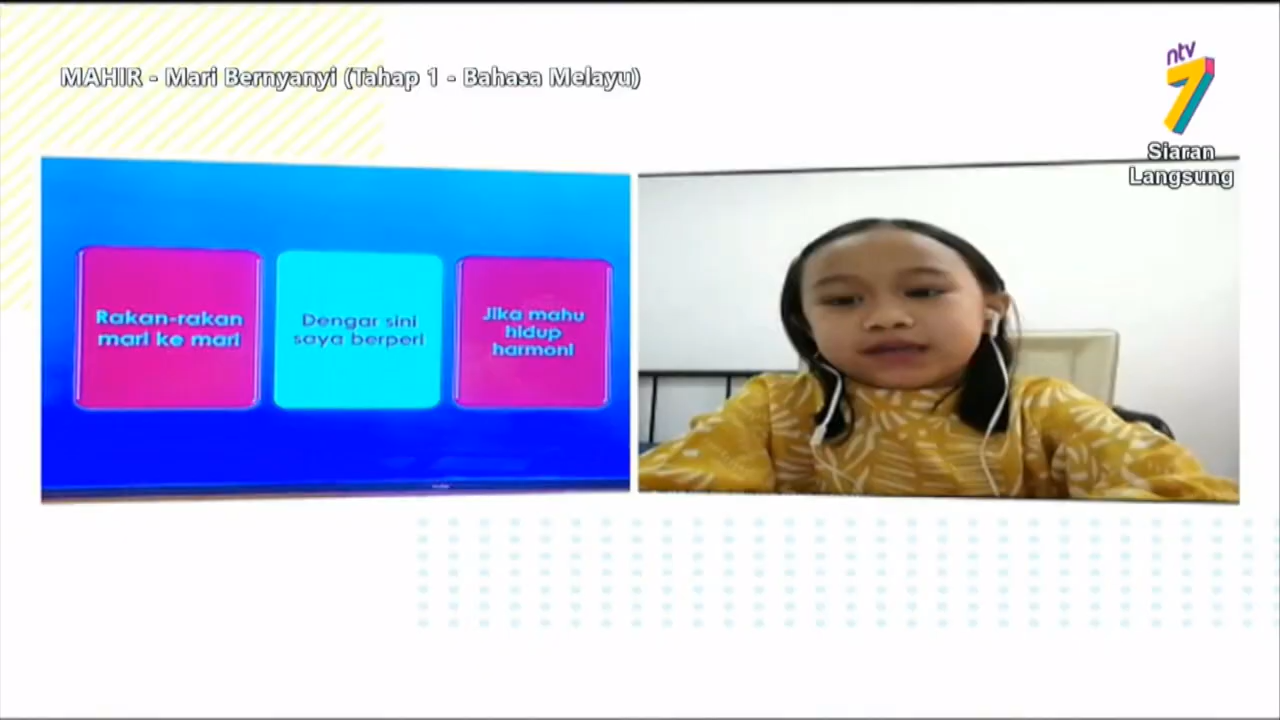 MAHIR - Mari Bernyanyi (Tahap 1 - Bahasa Melayu)
ntv
7
Siaran
Langsung
Rakan-rakan
mari ke mari
Dengar sini
saya berperi
Jika mahu
hidup
harmoni